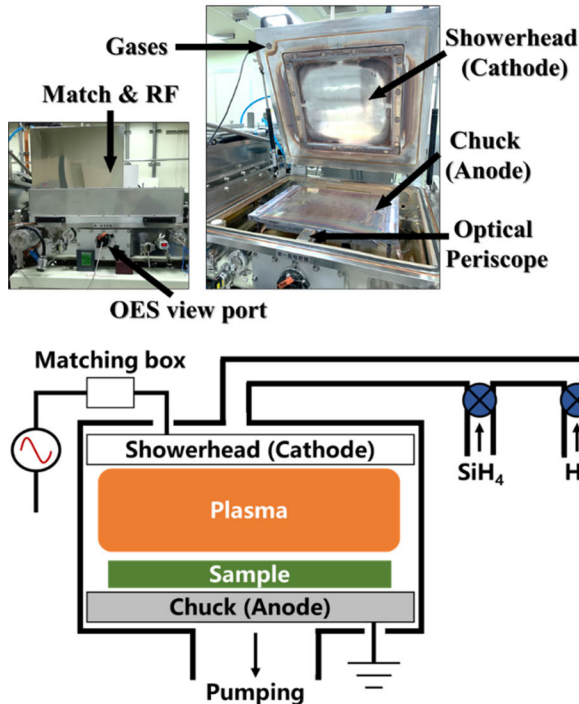 Gases
Showerhead
(Cathode)
Match & RF
Chuck
(Anode)
Optical
Periscope
OES view port
Matching box
Showerhead (Cathode)
SiH4
H
Plasma
Sample
Chuck (Anode)
Pumping